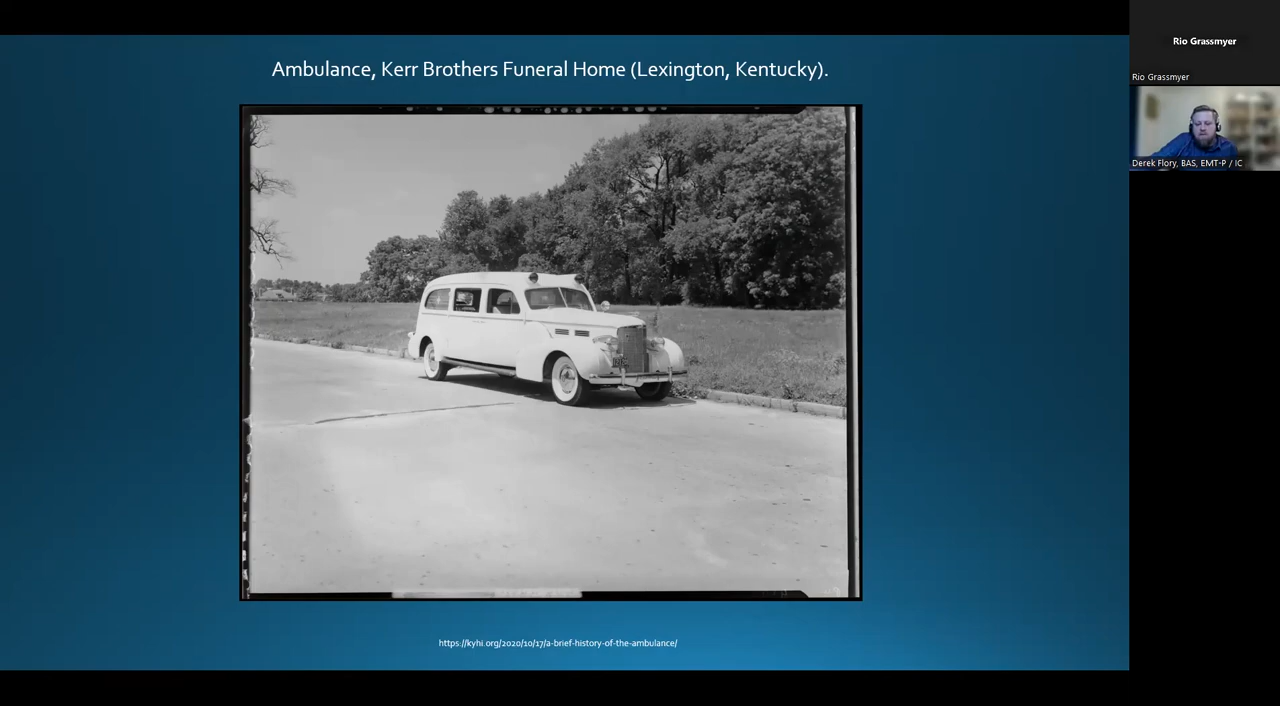 Ambulance, Kerr Brothers Funeral Home (Lexington, Kentucky).
https://kyhi.org/2020/10/17/a-brief-history-of-the-ambulance/
Rio Grassmyer
Rio Grassmyer
Derek Flory, BAS, EMT-P / IC